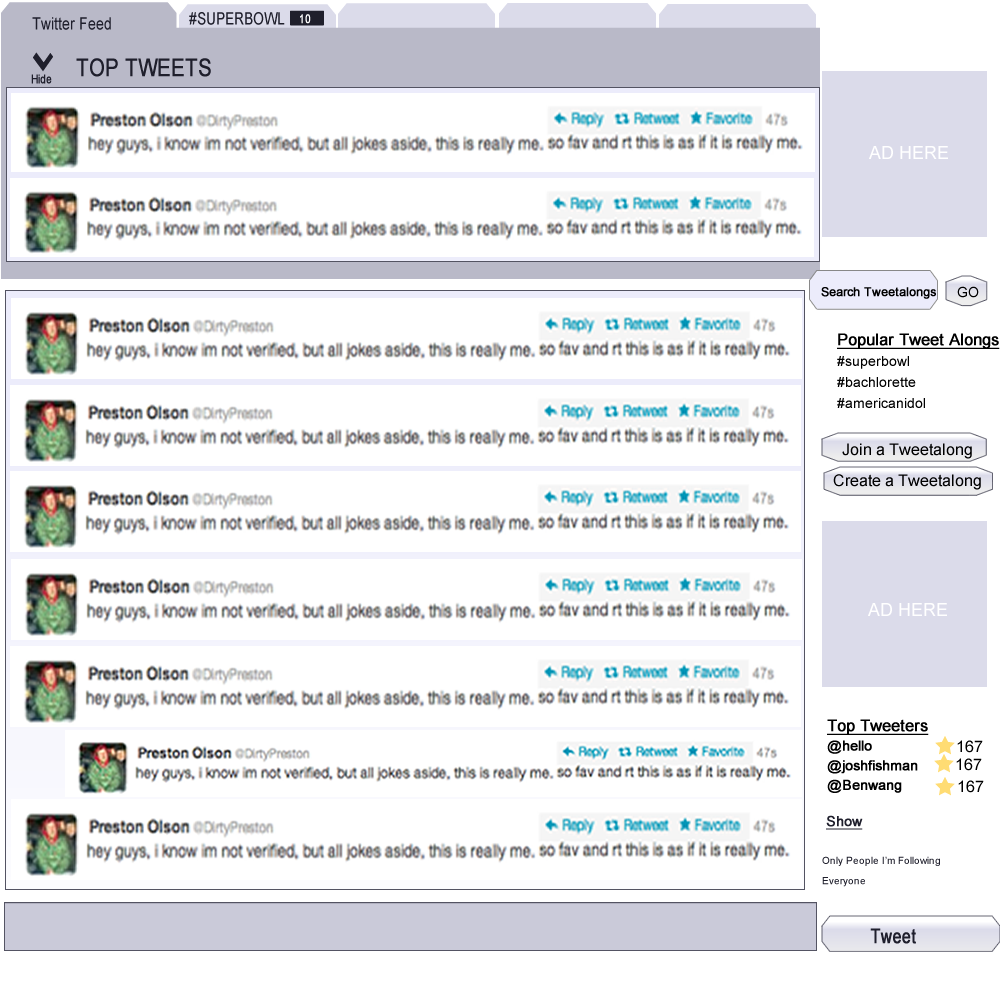 Twitter Feed
#SUPERBOWL 10
Hide
TOP TWEETS
Preston Olson @DirtyPreston Reply Retweet Favorite 47s
hey guys, i know im not verified, but all jokes aside, this is really me. so fav and rt this is as if it is really me.
Preston Olson @DirtyPreston Reply Retweet Favorite 47s
hey guys, i know im not verified, but all jokes aside, this is really me. so fav and rt this is as if it is really me.
Preston Olson @DirtyPreston Reply Retweet Favorite 47s
hey guys, i know im not verified, but all jokes aside, this is really me. so fav and rt this is as if it is really me.
Preston Olson @DirtyPreston Reply Retweet Favorite 47s
hey guys, i know im not verified, but all jokes aside, this is really me. so fav and rt this is as if it is really me.
Preston Olson @DirtyPreston Reply Retweet Favorite 47s
hey guys, i know im not verified, but all jokes aside, this is really me. so fav and rt this is as if it is really me.
Preston Olson @DirtyPreston Reply Retweet Favorite 47s
hey guys, i know im not verified, but all jokes aside, this is really me. so fav and rt this is as if it is really me.
Preston Olson @DirtyPreston Reply Retweet Favorite 47s
hey guys, i know im not verified, but all jokes aside, this is really me. so fav and rt this is as if it is really me.
Preston Olson @DirtyPreston Reply Retweet Favorite 47s
hey guys, i know im not verified, but all jokes aside, this is really me. so fav and rt this is as if it is really me.
Preston Olson @DirtyPreston Reply Retweet Favorite 47s
hey guys, i know im not verified, but all jokes aside, this is really me. so fav and rt this is as if it is really me.
AD HERE
Search Tweetalongs GO
Popular Tweet Alongs
#superbowl
#bachlorette
#americanidol
Join a Tweetalong
Create a Tweetalong
AD HERE
Top Tweeters
@hello 167
@joshfishman 167
@Benwang 167
Show
Only People I'm Following
Everyone
Tweet